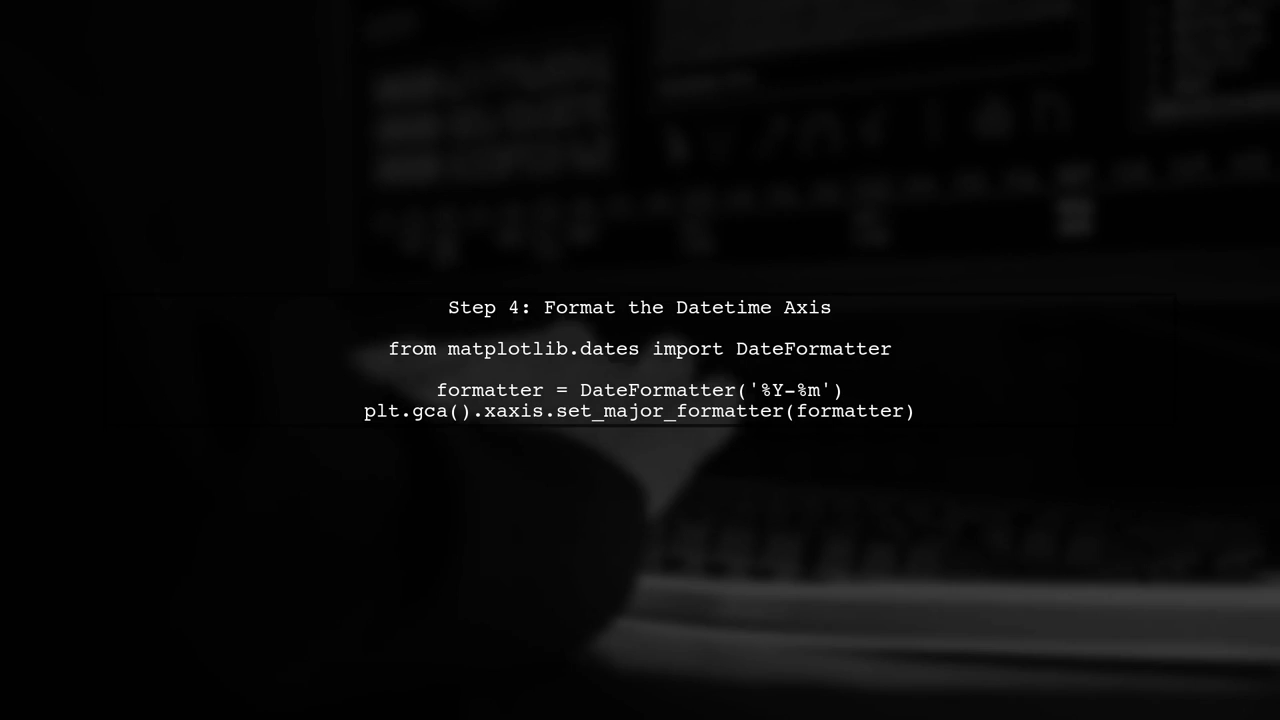 Step 4: Format the Datetime Axis
from matplotlib.dates import DateFormatter
formatter = DateFormatter('%Y-%m')
plt.gca().xaxis.set_major_formatter(formatter)